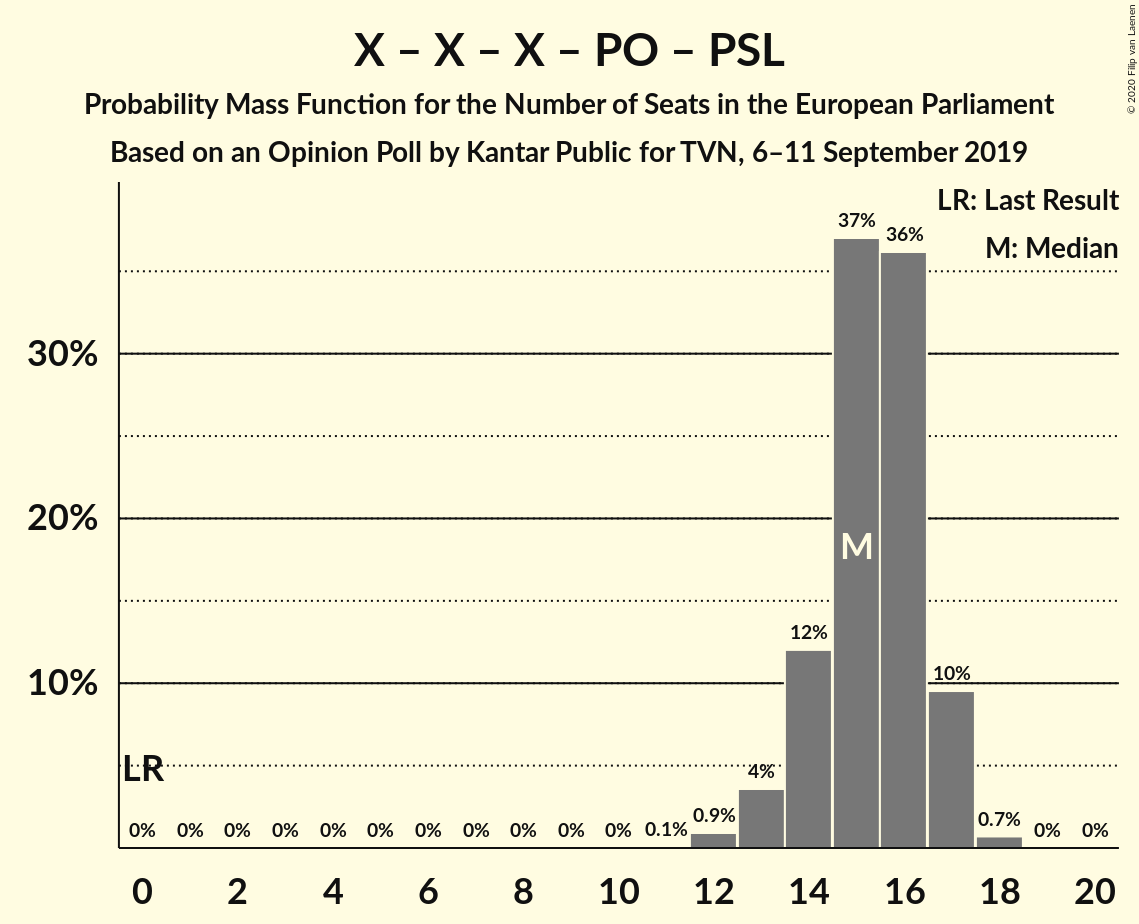 X – X – X – PO – PSL
Probability Mass Function for the Number of Seats in the European Parliament
Based on an Opinion Poll by Kantar Public for TVN, 6–11 September 2019
© 2020 Filip van Laenen
LR: Last Result
M: Median
37%
36%
30%
20%
M
12%
10%
10%
LR
4%
0% 0% 0% 0% 0% 0% 0% 0% 0% 0% 0% 0.1% 0.9% 0.7% 0% 0%
0 2 4 6 8 10 12 14 16 18 20